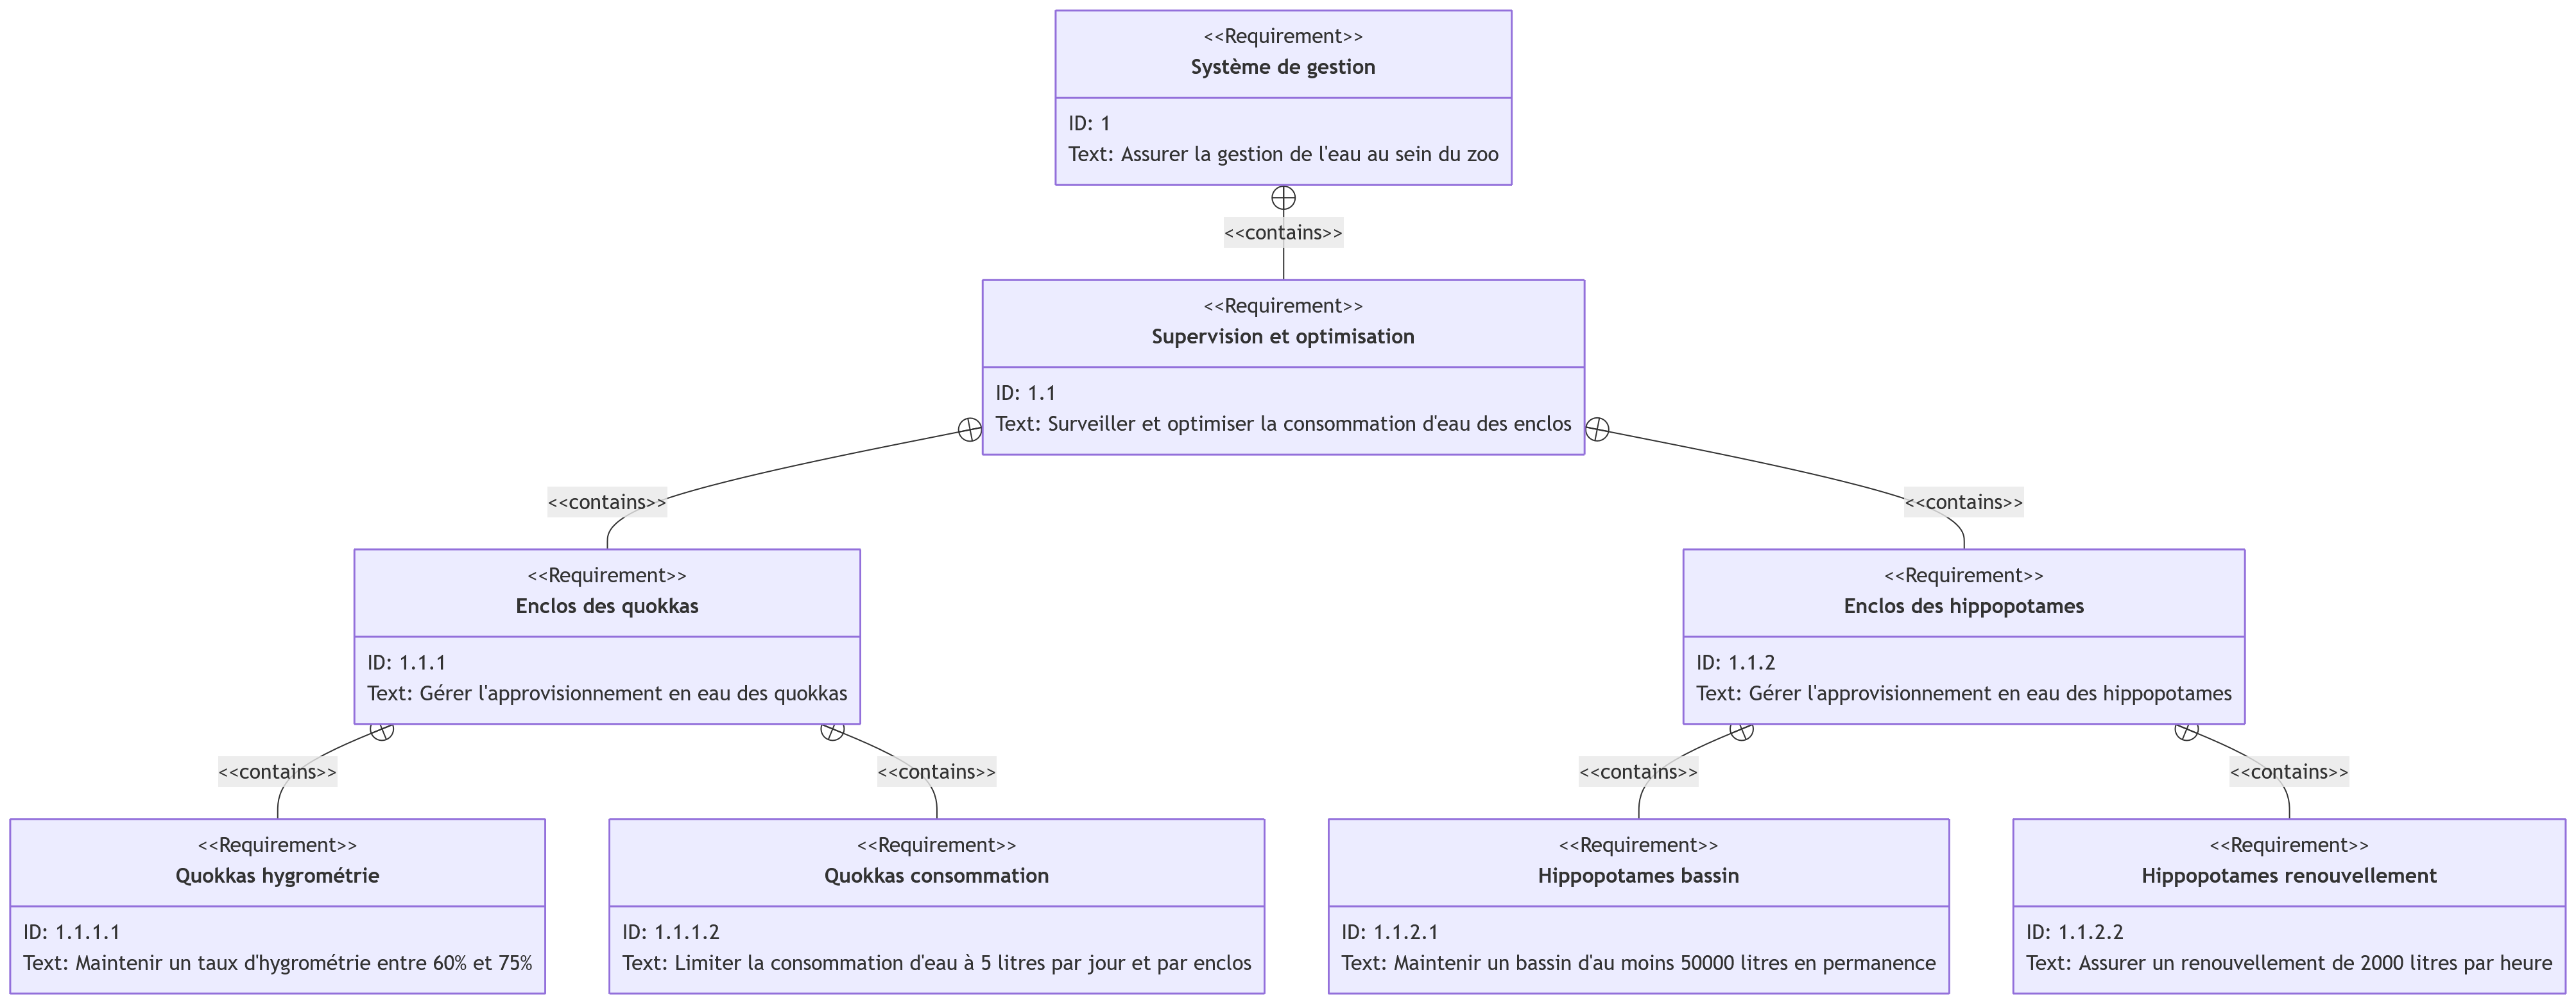 <<Requirement>>
Système de gestion
ID: 1
Text: Assurer la gestion de l'eau au sein du zoo
<<contains>>
<<Requirement>>
Supervision et optimisation
ID: 1.1
Text: Surveiller et optimiser la consommation d'eau des enclos
<<contains>>
<<contains>>
<<Requirement>>
Enclos des quokkas
ID: 1.1.1
Text: Gérer l'approvisionnement en eau des quokkas
<<Requirement>>
Enclos des hippopotames
ID: 1.1.2
Text: Gérer l'approvisionnement en eau des hippopotames
<<contains>>
<<contains>>
<<contains>>
<<contains>>
<<Requirement>>
Quokkas hygrométrie
ID: 1.1.1.1
Text: Maintenir un taux d'hygrométrie entre 60% et 75%
<<Requirement>>
Quokkas consommation
ID: 1.1.1.2
Text: Limiter la consommation d'eau à 5 litres par jour et par enclos
<<Requirement>>
Hippopotames bassin
ID: 1.1.2.1
Text: Maintenir un bassin d'au moins 50000 litres en permanence
<<Requirement>>
Hippopotames renouvellement
ID: 1.1.2.2
Text: Assurer un renouvellement de 2000 litres par heure